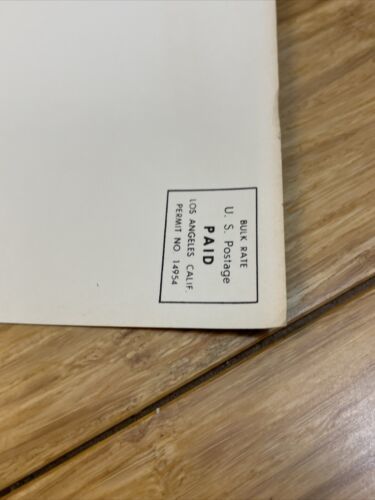 BULK RATE
U. S. Postage
PAID
LOS ANGELES CALIF.
PERMIT NO. 14954